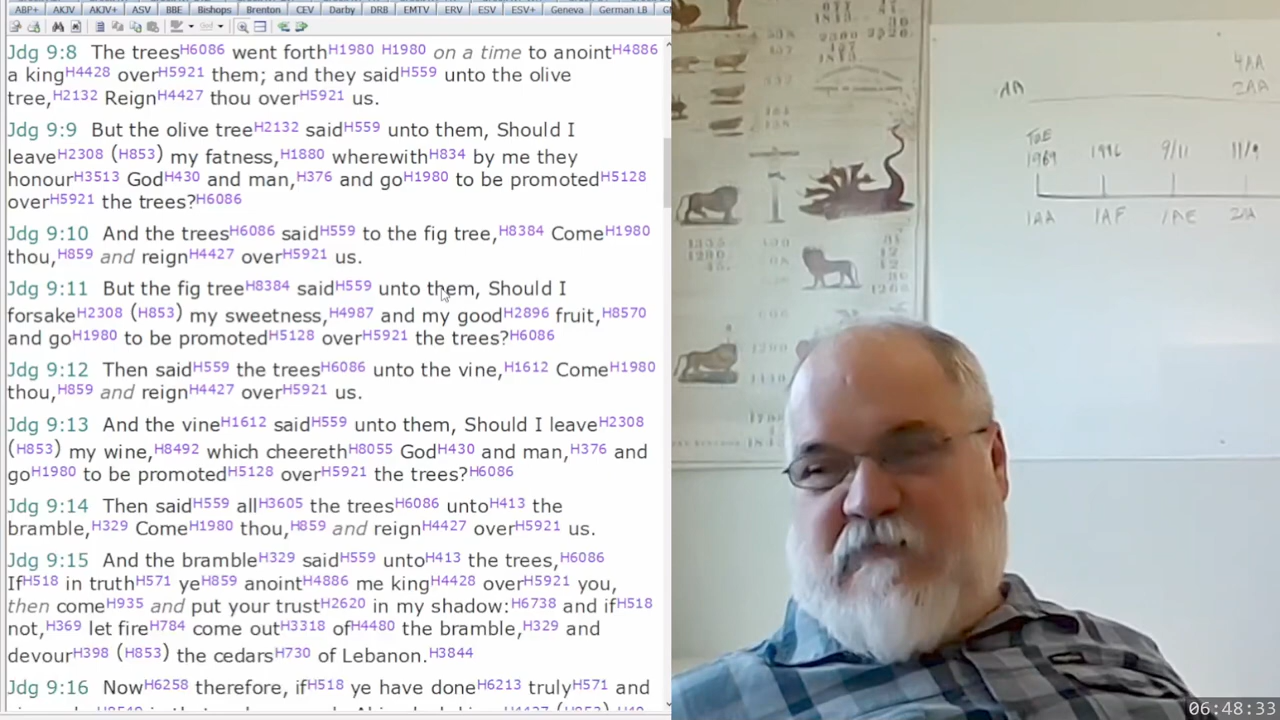 ABP+ AKJV AKJV+ ASV BBE Bishops Brenton CEV Darby DRB EMTV ERV ESV ESV+ Geneva German LB
Jdg 9:8 The treesH6086 went forthH1980 H1980 on a time to anointH4886
a kingH4428 overH5921 them; and they saidH559 unto the olive
tree,H2132 ReignH4427 thou overH5921 us.
Jdg 9:9 But the olive treeH2132 saidH559 unto them, Should I
leaveH2308 (H853) my fatness,H1880 wherewithH834 by me they
honourH3513 GodH430 and man,H376 and goH1980 to be promotedH5128
overH5921 the trees?H6086
Jdg 9:10 And the treesH6086 saidH559 to the fig tree,H8384 ComeH1980
thou,H859 and reignH4427 overH5921 us.
Jdg 9:11 But the fig treeH8384 saidH559 unto them, Should I
forsakeH2308 (H853) my sweetness,H4987 and my goodH2896 fruit,H8570
and goH1980 to be promotedH5128 overH5921 the trees?H6086
Jdg 9:12 Then saidH559 the treesH6086 unto the vine,H1612 ComeH1980
thou,H859 and reignH4427 overH5921 us.
Jdg 9:13 And the vineH1612 saidH559 unto them, Should I leaveH2308
(H853) my wine,H8492 which cheerethH8055 GodH430 and man,H376 and
goH1980 to be promotedH5128 over H5921 the trees?H6086
Jdg 9:14 Then saidH559 allH3605 the treesH6086 untoH413 the
bramble,H329 ComeH1980 thou,H859 and reignH4427 overH5921 us.
Jdg 9:15 And the brambleH329 saidH559 untoH413 the trees,H6086
IfH518 in truthH571 yeH859 anointH4886 me kingH4428 overH5921 you,
then comeH935 and put your trustH2620 in my shadow:H6738 and ifH518
not,H369 let fireH784 come outH3318 ofH4480 the bramble,H329 and
devourH398 (H853) the cedarsH730 of Lebanon.H3844
Jdg 9:16 NowH6258 therefore, ifH518 ye have doneH6213 trulyH571 and
4AA
2AA
1989 1996 9/11 11/9
1AA 1AF
06:48:33